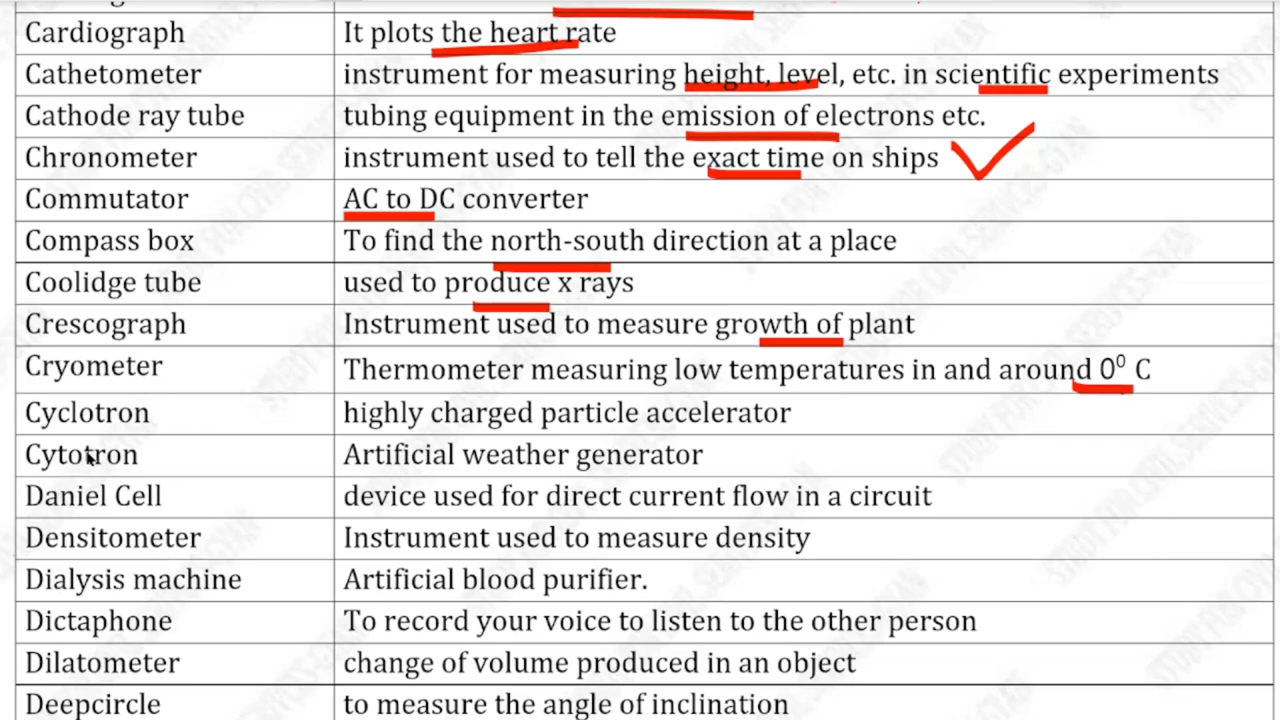 Cardiograph It plots the heart rate
Cathetometer instrument for measuring height, level, etc. in scientific experiments
Cathode ray tube tubing equipment in the emission of electrons etc.
Chronometer instrument used to tell the exact time on ships
Commutator AC to DC converter
Compass box To find the north-south direction at a place
Coolidge tube used to produce x rays
Crescograph Instrument used to measure growth of plant
Cryometer Thermometer measuring low temperatures in and around 0⁰ C
Cyclotron highly charged particle accelerator
Cytotron Artificial weather generator
Daniel Cell device used for direct current flow in a circuit
Densitometer Instrument used to measure density
Dialysis machine Artificial blood purifier.
Dictaphone To record your voice to listen to the other person
Dilatometer change of volume produced in an object
Deepcircle to measure the angle of inclination